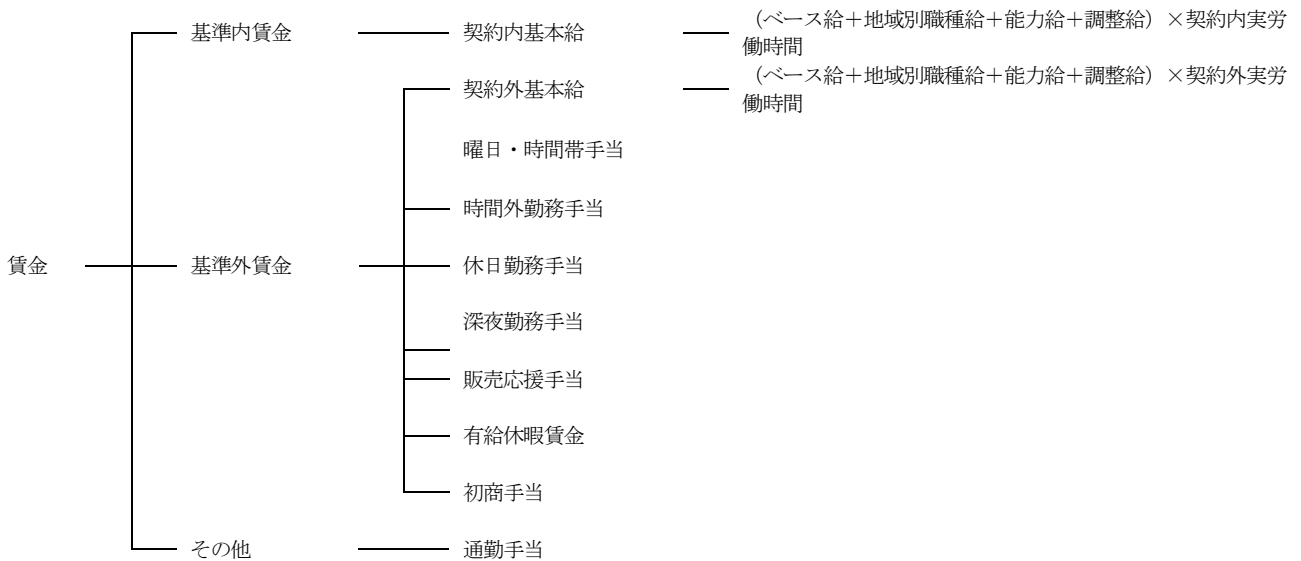 基準内賃金 契約内基本給 (ベース給+地域別職種給+能力給+調整給)×契約内実労
働時間
契約外基本給 (ベース給+地域別職種給+能力給+調整給)×契約外実労
働時間
曜日・時間帯手当
時間外勤務手当
賃金 基準外賃金 休日勤務手当
深夜勤務手当
販売応援手当
有給休暇賃金
初商手当
その他 通勤手当